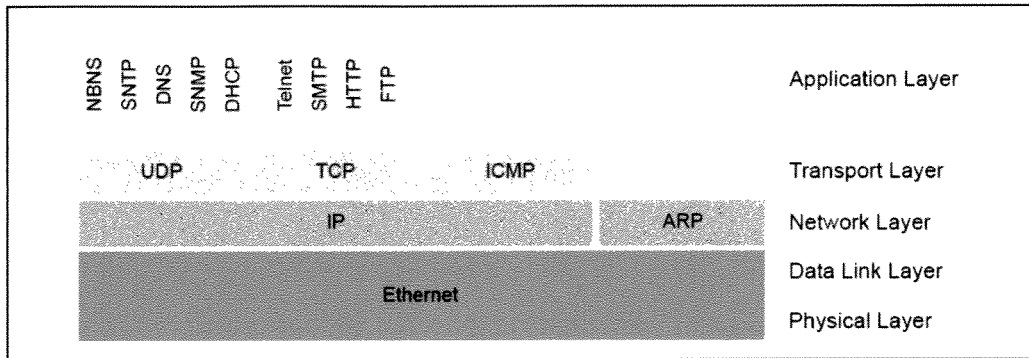 NBNS
SNTP
DNS
SNMP
DHCP
Telnet
SMTP
HTTP
FTP
Application Layer
UDP TCP ICMP Transport Layer
IP ARP Network Layer
Data Link Layer
Ethernet
Physical Layer